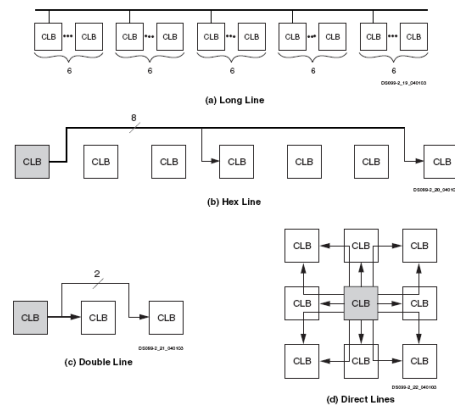 CLB ••• CLB CLB ••• CLB CLB ••• CLB CLB ••• CLB CLB ••• CLB
6 6 6 6 6
DS099-2_19_040103
(a) Long Line
8
CLB CLB CLB CLB CLB CLB CLB
DS099-2_20_040103
(b) Hex Line
2
CLB CLB CLB
DS099-2_21_040103
(c) Double Line
CLB CLB CLB
CLB CLB CLB
CLB CLB CLB
DS099-2_22_040103
(d) Direct Lines